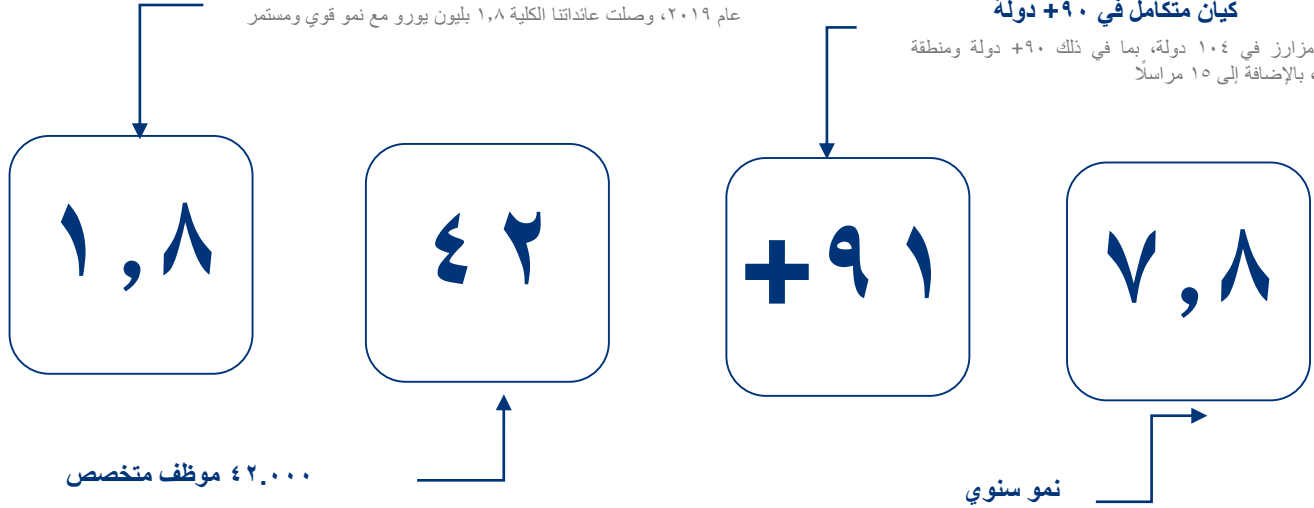 كيان متكامل في ٩٠+ دولة
مزارز في ١٠٤ دولة، بما في ذلك ٩٠+ دولة ومنطقة
، بالإضافة إلى ١٥ مراسلًا
عام ٢٠١٩، وصلت عائداتنا الكلية ١,٨ بليون يورو مع نمو قوي ومستمر
٧,٨
+٩١
٤٢
١,٨
نمو سنوي
٤٢.٠٠٠ موظف متخصص